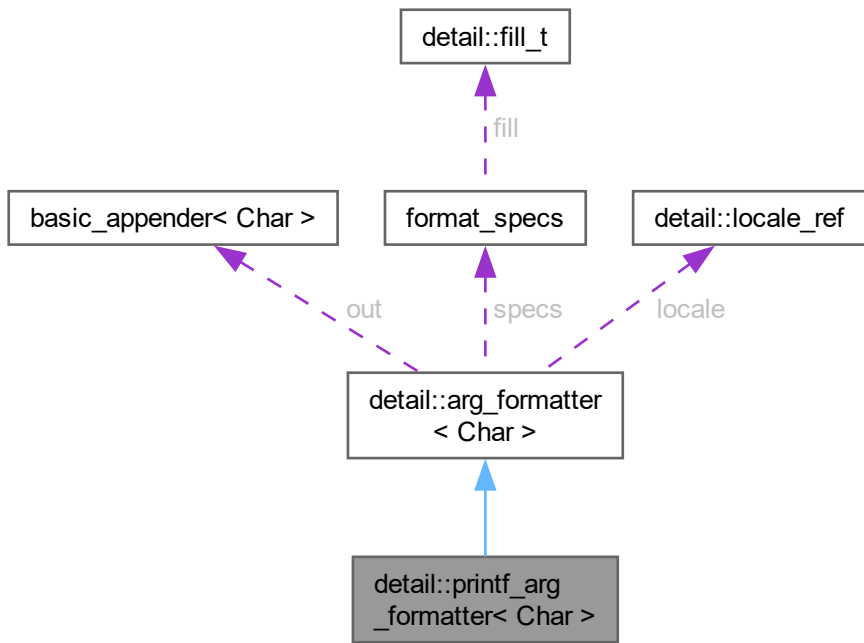 detail::fill_t
fill
basic_appender< Char >
format_specs
detail::locale_ref
out
specs
locale
detail::arg_formatter
< Char >
detail::printf_arg
_formatter< Char >